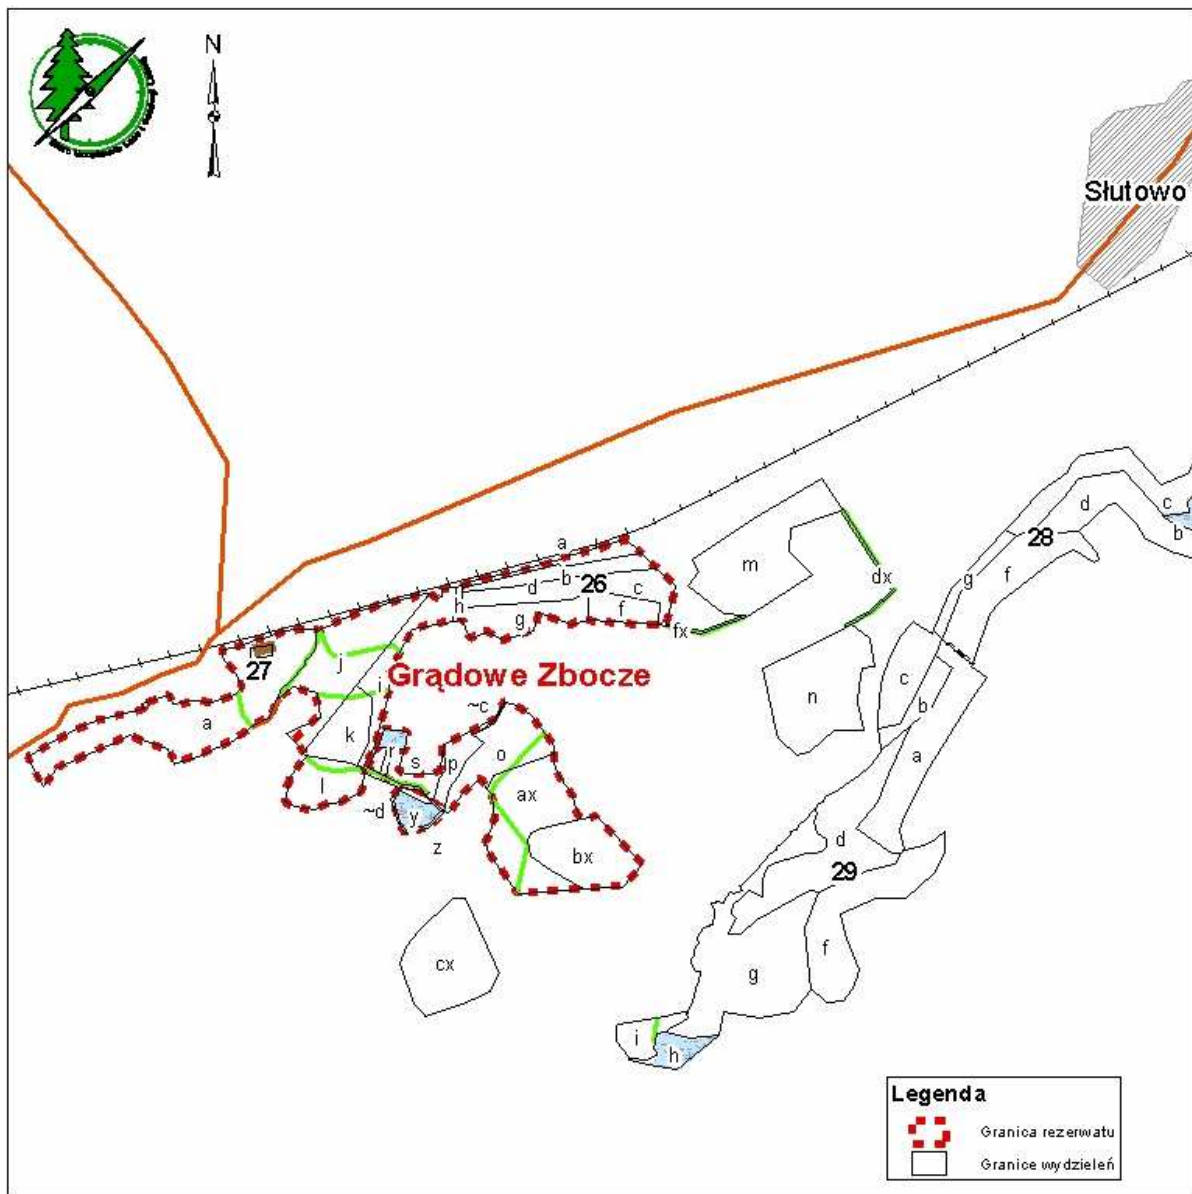 N
Słutowo
a
b
26
d
c
h
f
g
fx
m
dx
n
27
j
i
a
k
l
r
s
p
~c
o
~d
y
z
ax
bx
cx
Grądowe Zbocze
c
b
d
28
f
g
c
b
a
d
29
f
g
i
h
Legenda
Granica rezerwatu
Granice wydzieleń